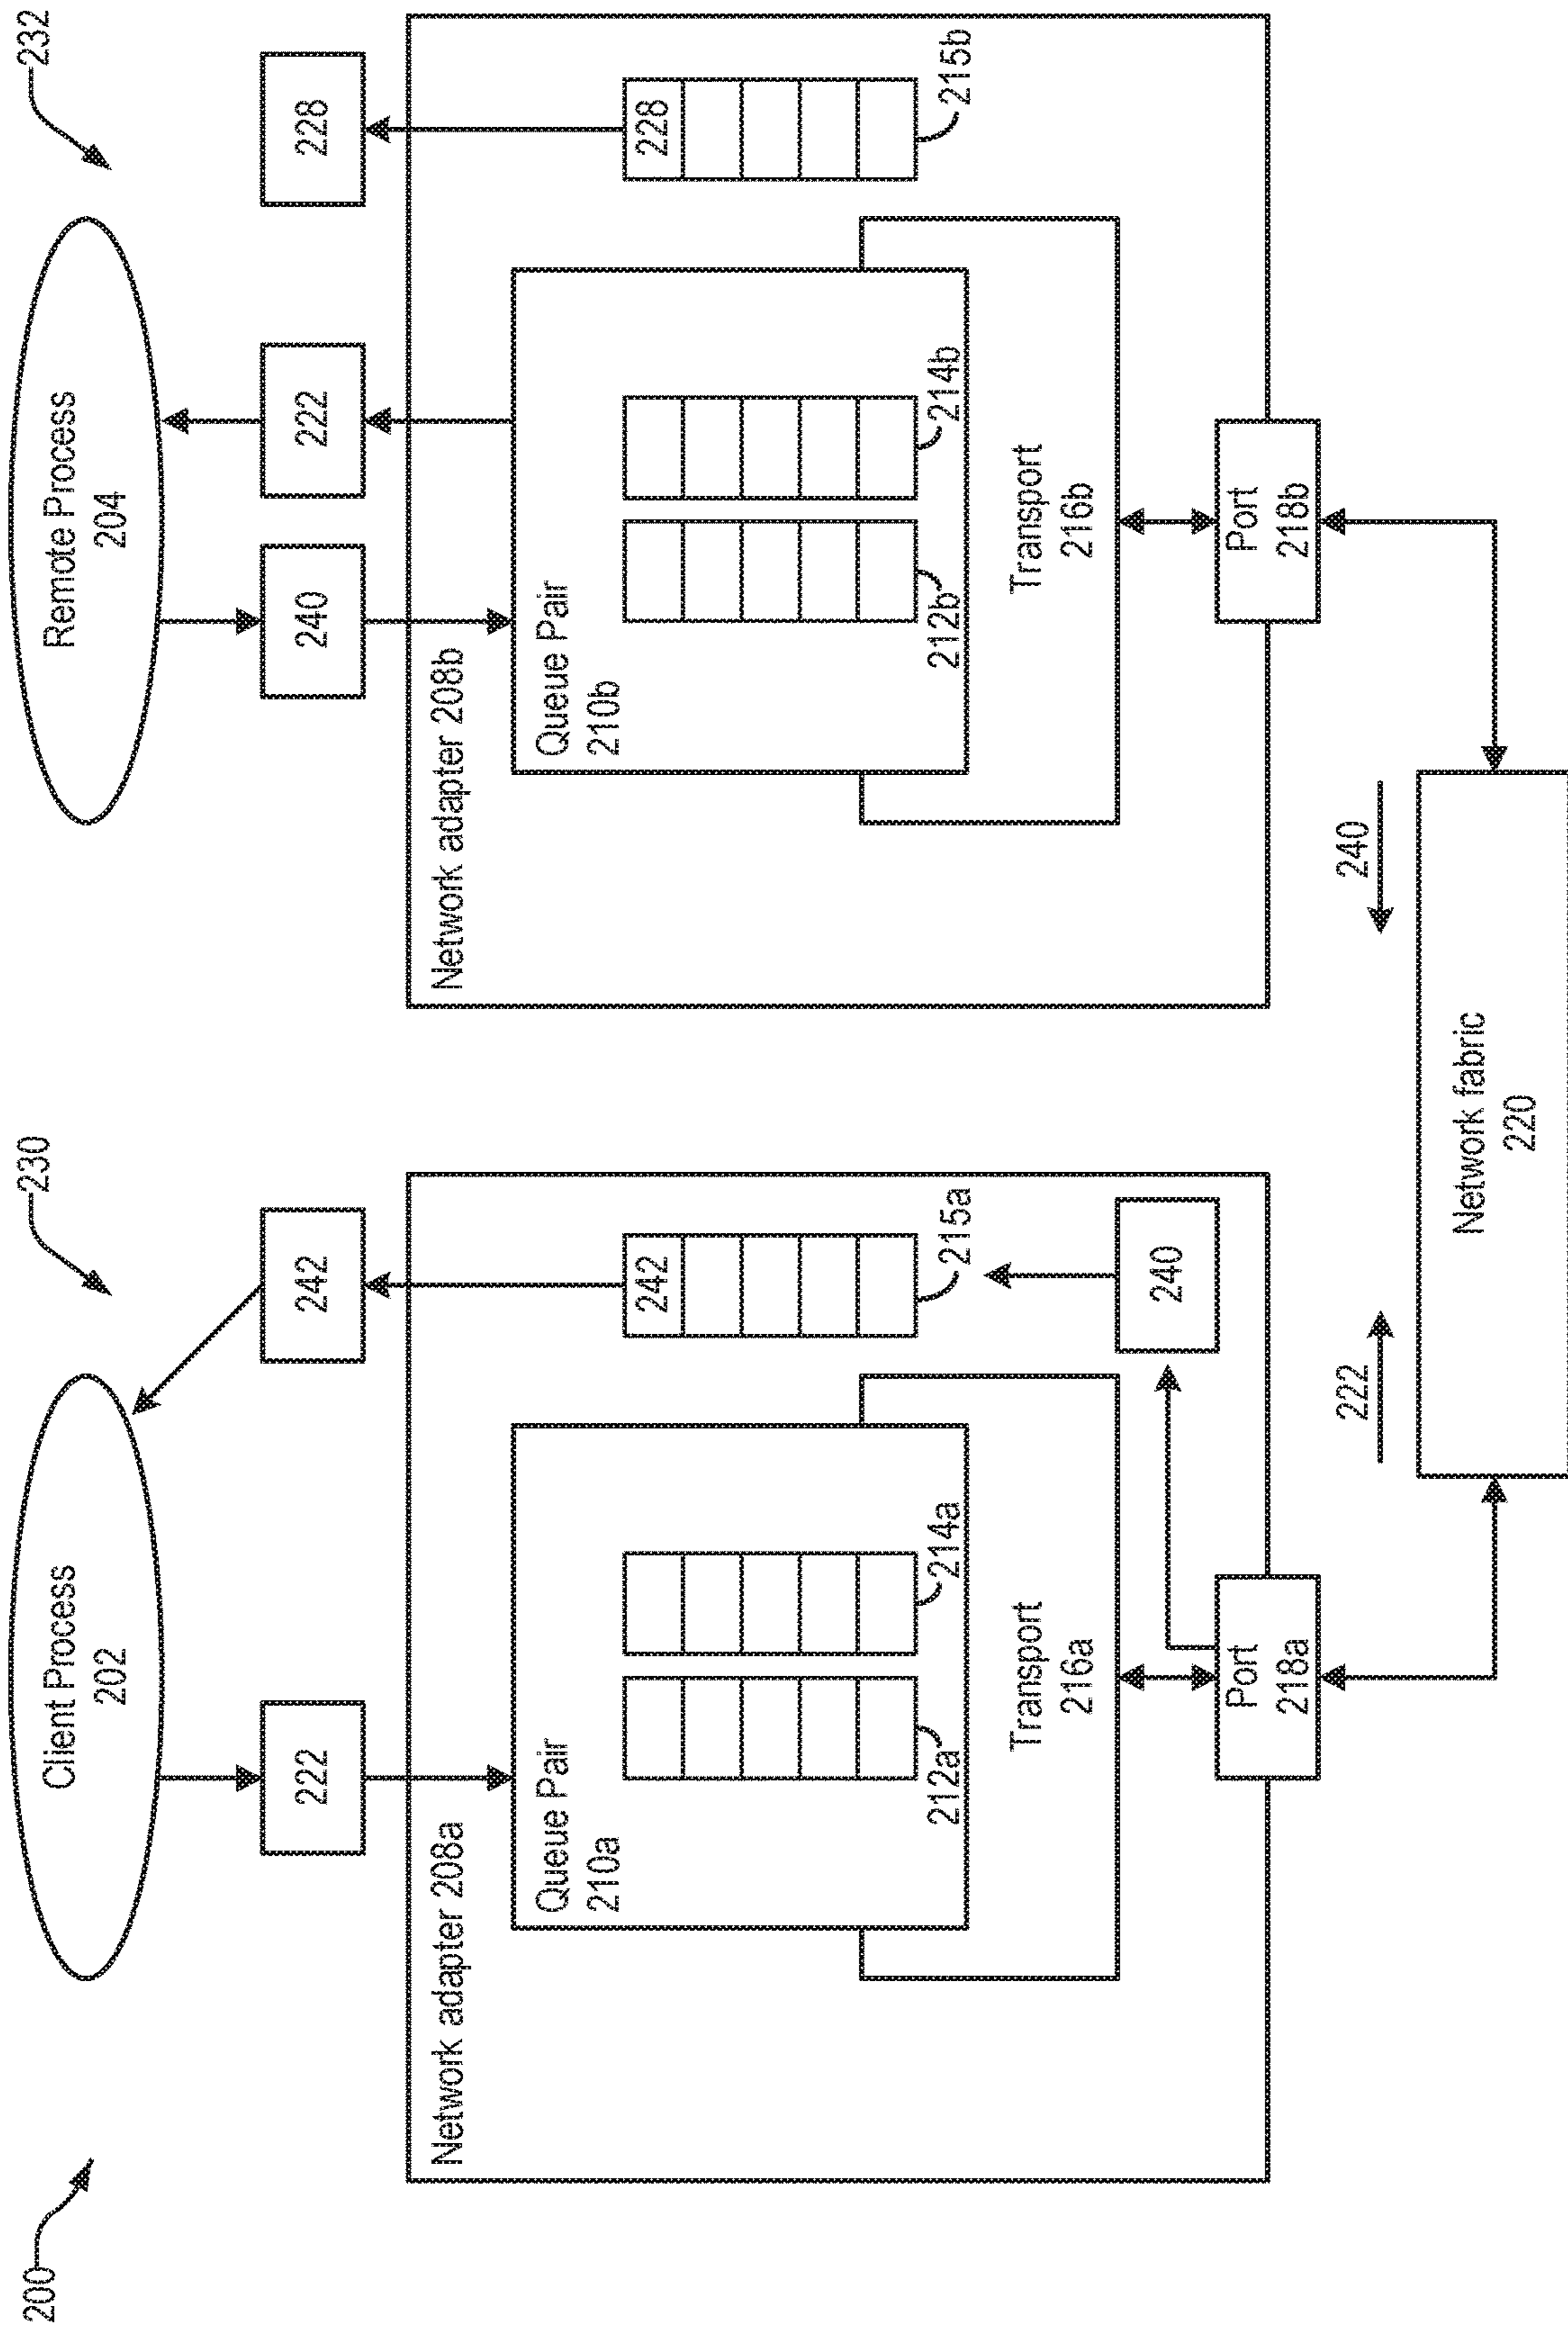 200
230
232
Client Process
202
Remote Process
204
222
242
240
222
228
Network adapter 208a
Queue Pair
210a
212a
214a
242
215a
Transport
216a
240
Port
218a
Network adapter 208b
Queue Pair
210b
212b
214b
228
215b
Transport
216b
Port
218b
222
240
Network fabric
220